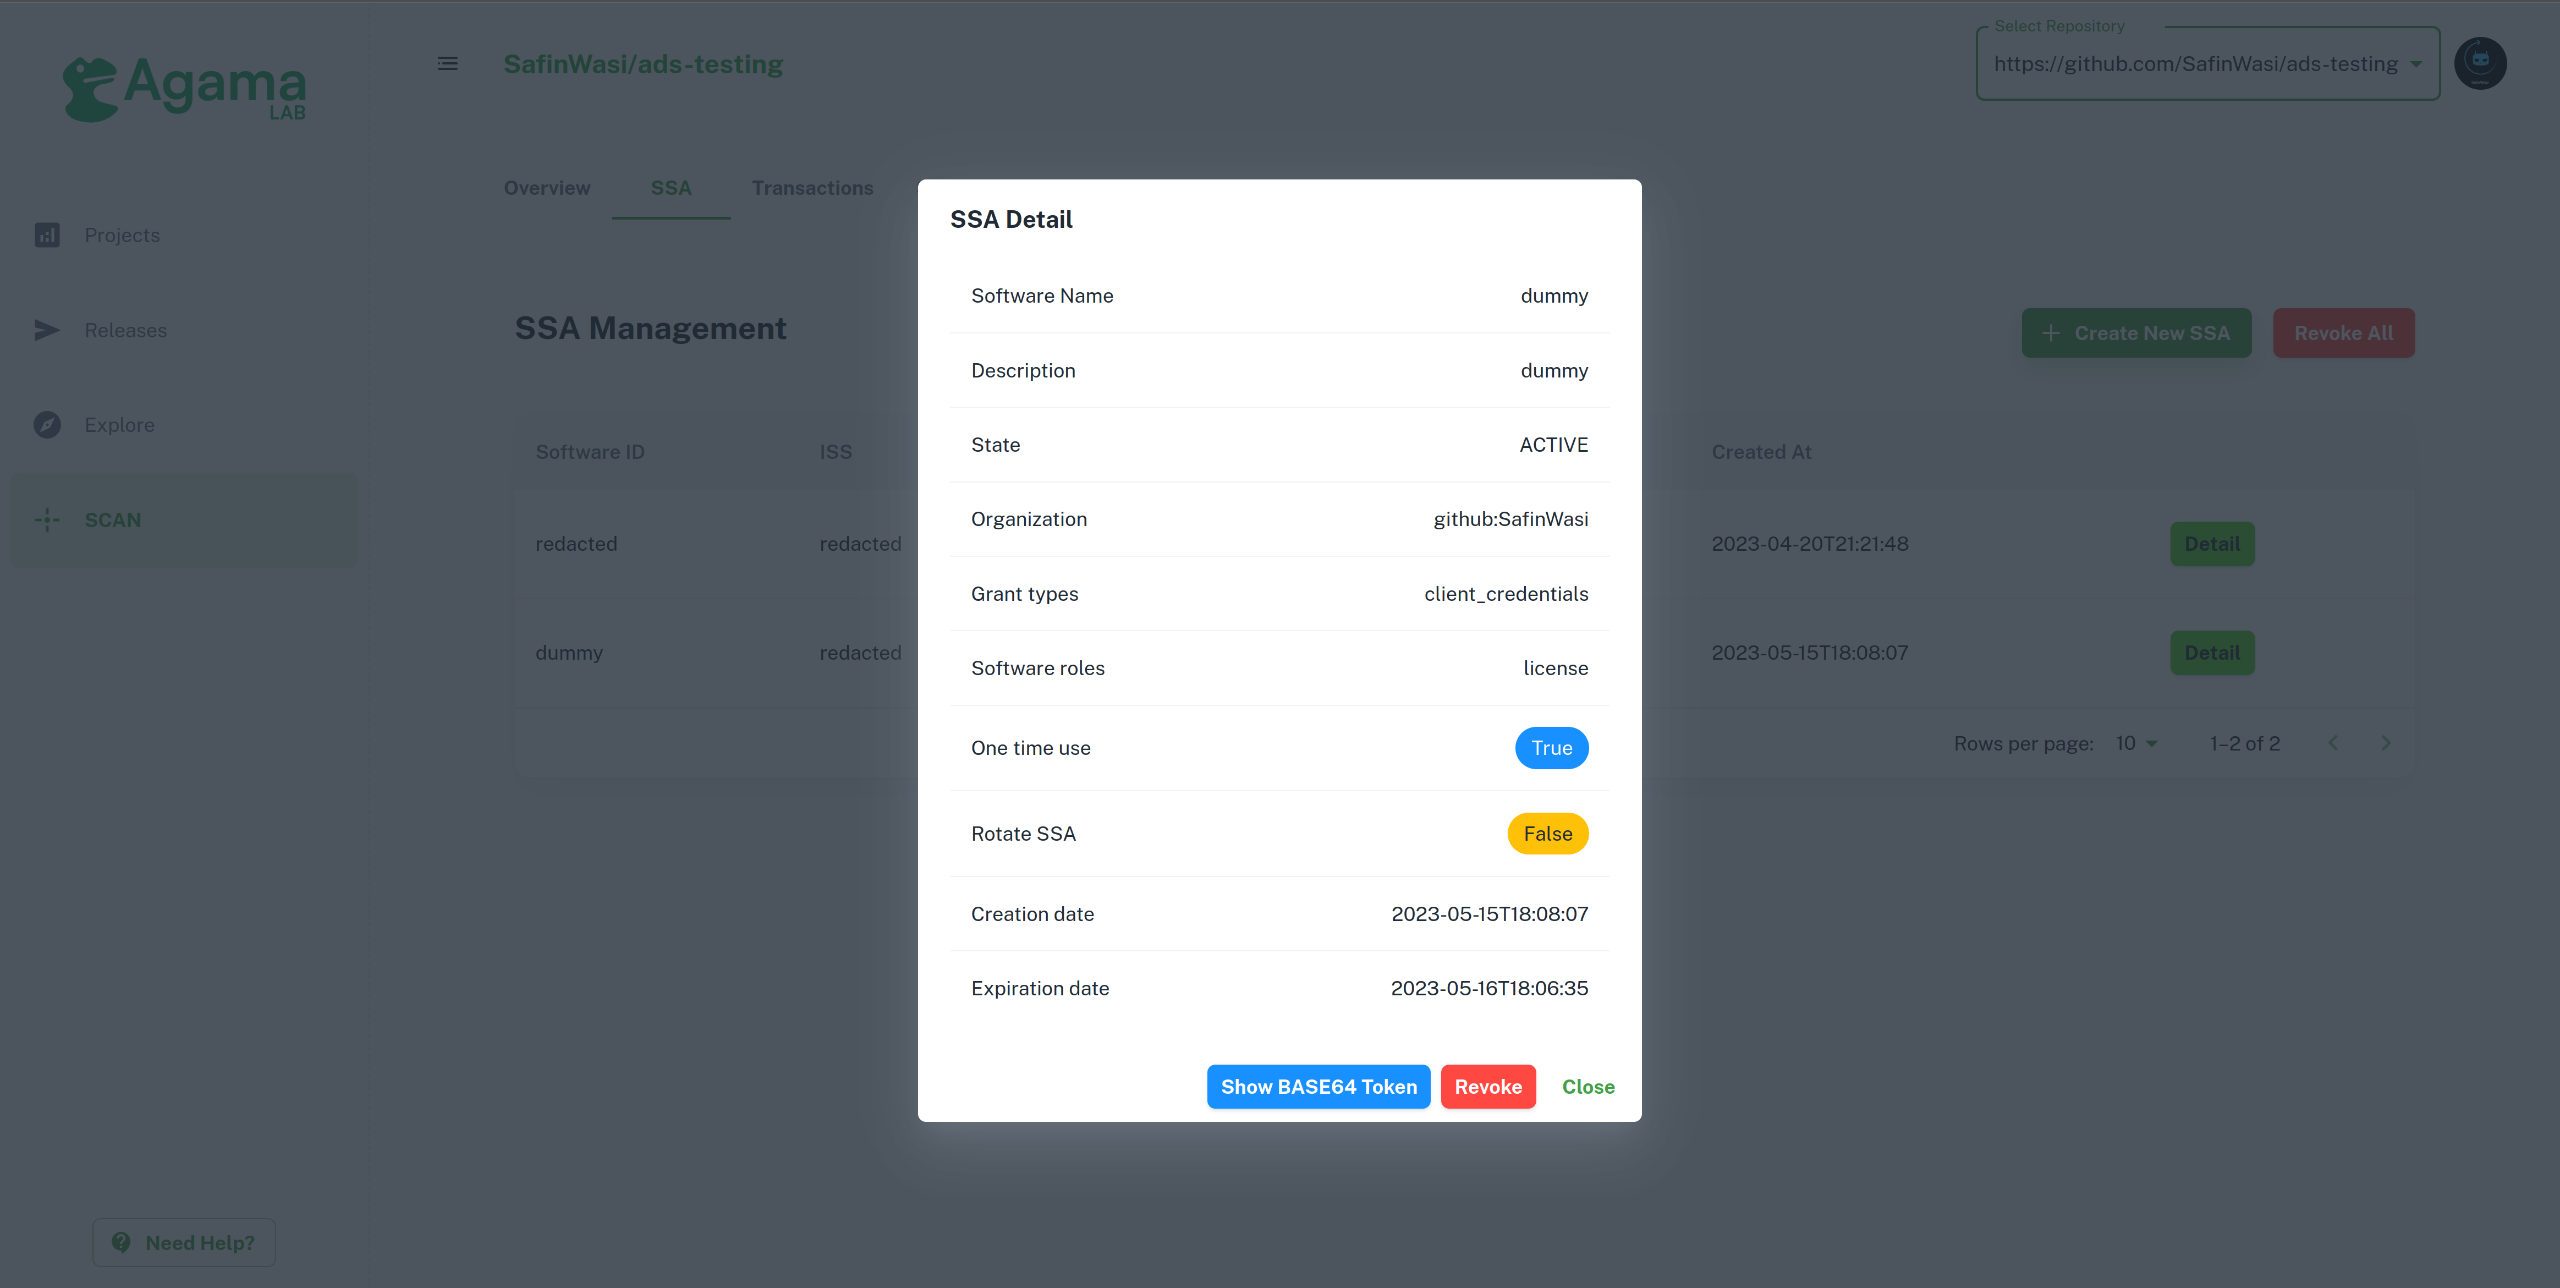 Agama
LAB
SafinWasi/ads-testing
Select Repository
https://github.com/SafinWasi/ads-testing
Overview
SSA
Transactions
Projects
Releases
Explore
SCAN
SSA Management
Create New SSA
Revoke All
Software ID
ISS
Created At
redacted
redacted
2023-04-20T21:21:48
Detail
dummy
redacted
2023-05-15T18:08:07
Detail
Rows per page:
10
1–2 of 2
SSA Detail
Software Name
dummy
Description
dummy
State
ACTIVE
Organization
github:SafinWasi
Grant types
client_credentials
Software roles
license
One time use
True
Rotate SSA
False
Creation date
2023-05-15T18:08:07
Expiration date
2023-05-16T18:06:35
Show BASE64 Token
Revoke
Close
Need Help?